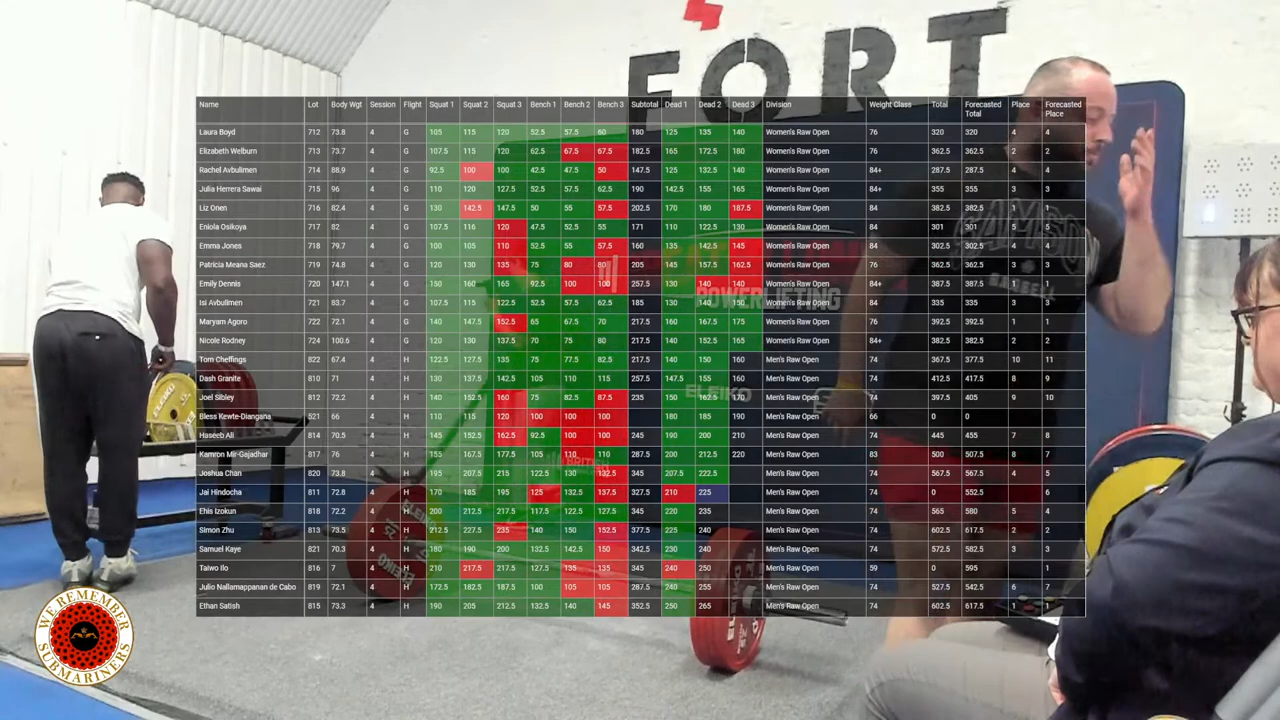 FORT
Name Lot Body Wgt Session Flight Squat 1 Squat 2 Squat 3 Bench 1 Bench 2 Bench 3 Subtotal Dead 1 Dead 2 Dead 3 Division Weight Class Total Forecasted Total Place Forecasted Place
Laura Boyd 712 73.8 4 G 105 115 120 52.5 57.5 60 180 125 135 140 Women's Raw Open 76 320 320 4 4
Elizabeth Welburn 713 73.7 4 G 107.5 115 120 62.5 67.5 67.5 182.5 165 172.5 180 Women's Raw Open 76 362.5 362.5 2 2
Rachel Avbulimen 714 88.9 4 G 92.5 100 100 42.5 47.5 50 147.5 125 132.5 140 Women's Raw Open 84+ 287.5 287.5 4 4
Julia Herrera Sawai 715 96 4 G 110 120 127.5 52.5 57.5 62.5 190 142.5 155 165 Women's Raw Open 84+ 355 355 3 3
Liz Onen 716 82.4 4 G 130 142.5 147.5 50 55 57.5 202.5 170 180 187.5 Women's Raw Open 84 382.5 382.5 1 1
Eniola Osikoya 717 82 4 G 107.5 116 120 47.5 52.5 55 171 110 122.5 130 Women's Raw Open 84 301 301 5 5
Emma Jones 718 79.7 4 G 100 105 110 52.5 55 57.5 160 135 142.5 145 Women's Raw Open 84 302.5 302.5 4 4
Patricia Meana Saez 719 74.8 4 G 120 130 135 75 80 80 205 145 157.5 162.5 Women's Raw Open 76 362.5 362.5 3 3
Emily Dennis 720 147.1 4 G 150 160 165 92.5 100 100 257.5 130 140 140 Women's Raw Open 84+ 387.5 387.5 1 1
Isi Avbulimen 721 83.7 4 G 107.5 115 122.5 52.5 57.5 62.5 185 130 140 150 Women's Raw Open 84 335 335 3 3
Maryam Agoro 722 72.1 4 G 140 147.5 152.5 65 67.5 70 217.5 160 167.5 175 Women's Raw Open 76 392.5 392.5 1 1
Nicole Rodney 724 100.6 4 G 120 130 137.5 70 75 80 217.5 140 152.5 165 Women's Raw Open 84+ 382.5 382.5 2 2
Tom Cheffings 822 67.4 4 H 122.5 127.5 135 75 77.5 82.5 217.5 140 150 160 Men's Raw Open 74 367.5 377.5 10 11
Dash Granite 810 71 4 H 130 137.5 142.5 105 110 115 257.5 147.5 155 160 Men's Raw Open 74 412.5 417.5 8 9
Joel Sibley 812 72.2 4 H 140 152.5 160 75 82.5 87.5 235 150 162.5 170 Men's Raw Open 74 397.5 405 9 10
Bless Kewte-Diangana 521 66 4 H 110 115 120 100 100 100 180 185 190 Men's Raw Open 66 0 0
Haseeb Ali 814 70.5 4 H 145 152.5 162.5 92.5 100 100 245 190 200 210 Men's Raw Open 74 445 455 7 8
Kamron Mir-Gajadhar 817 76 4 H 155 167.5 177.5 105 110 110 287.5 200 212.5 220 Men's Raw Open 83 500 507.5 8 7
Joshua Chan 820 73.8 4 H 195 207.5 215 122.5 130 132.5 345 207.5 222.5 Men's Raw Open 74 567.5 567.5 4 5
Jai Hindocha 811 72.8 4 H 170 185 195 125 132.5 137.5 327.5 210 225 Men's Raw Open 74 0 552.5 6
Ehis Izokun 818 72.2 4 H 200 212.5 217.5 117.5 122.5 127.5 345 220 235 Men's Raw Open 74 565 580 5 4
Simon Zhu 813 73.5 4 H 212.5 227.5 235 140 150 152.5 377.5 225 240 Men's Raw Open 74 602.5 617.5 2 2
Samuel Kaye 821 70.3 4 H 180 190 200 132.5 142.5 150 342.5 230 240 Men's Raw Open 74 572.5 582.5 3 3
Taiwo Ilo 816 7 4 H 210 217.5 217.5 127.5 135 135 345 240 250 Men's Raw Open 59 0 595 1
Julio Nallamappanan de Cabo 819 72.1 4 H 172.5 182.5 187.5 100 105 105 287.5 240 255 Men's Raw Open 74 527.5 542.5 6 7
Ethan Satish 815 73.3 4 H 190 205 212.5 132.5 140 145 352.5 250 265 Men's Raw Open 74 602.5 617.5 1 1
POWERLIFTING
ELEIKO
BARBELL
ELEIKO
WE REMEMBER
SUBMARINERS